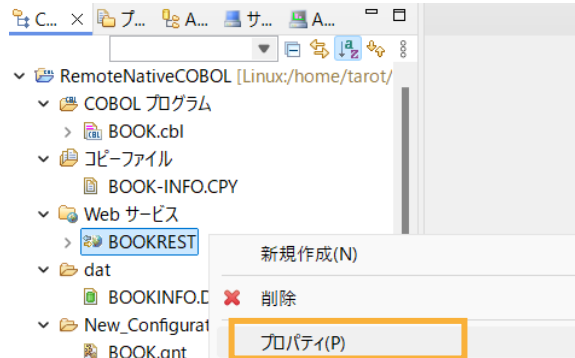 C... プ... A... サ... A...
RemoteNativeCOBOL [Linux:/home/tarot/
COBOL プログラム
BOOK.cbl
コピーファイル
BOOK-INFO.CPY
Web サービス
BOOKREST
新規作成(N)
dat
BOOKINFO.D
削除
New_Configurat
プロパティ(P)
BOOK.gnt